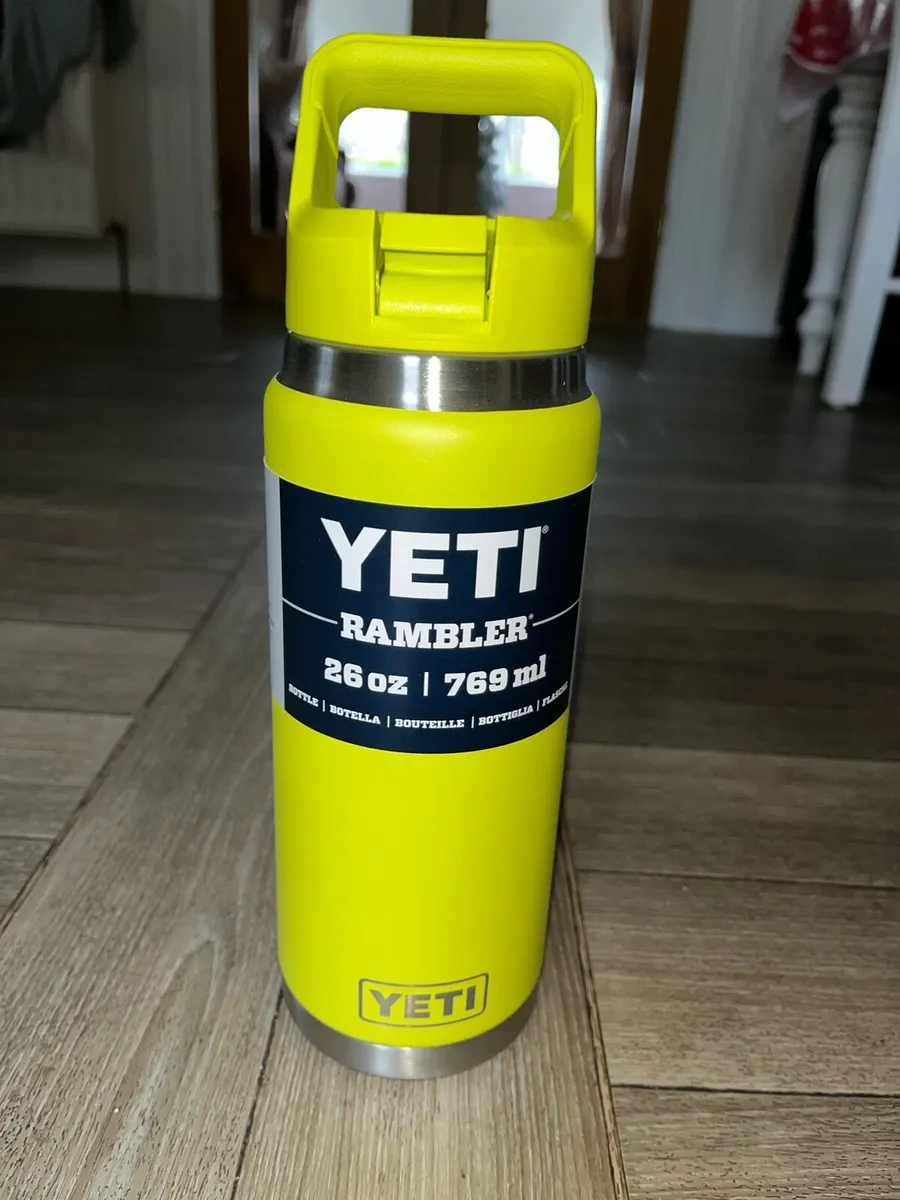 YETI®
RAMBLER®
26 oz | 769 ml
BOTTLE | BOTELLA | BOUTEILLE | BOTTIGLIA | FLASCHE
YETI